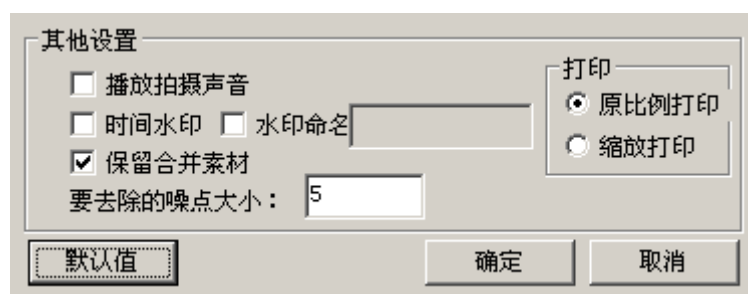 其他设置
播放拍摄声音
时间水印 水印命名
保留合并素材
要去除的噪点大小： 5
打印
原比例打印
缩放打印
默认值 确定 取消